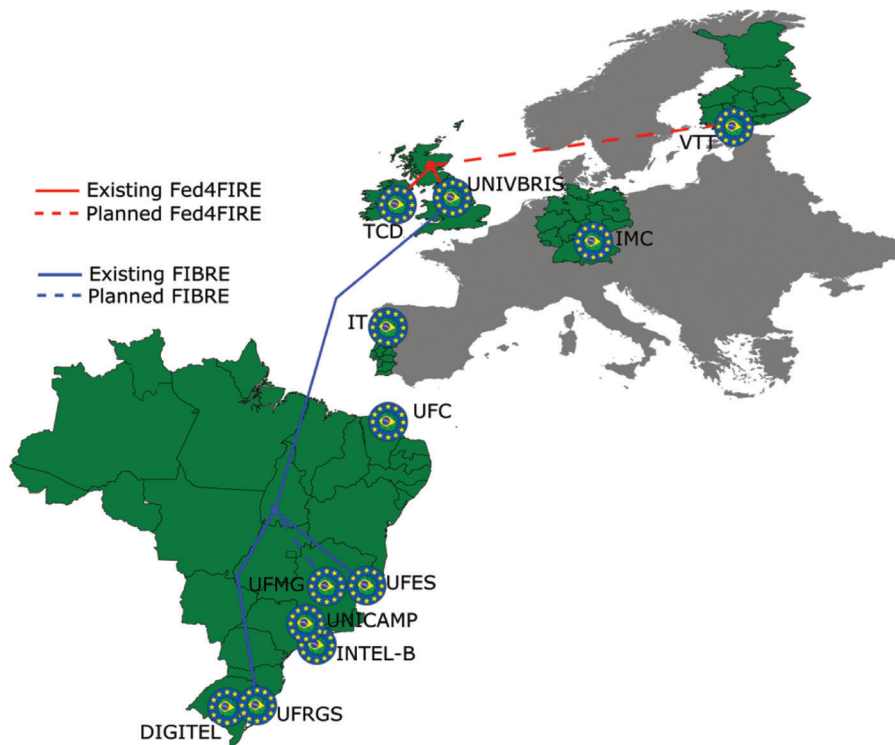 VTT
Existing Fed4FIRE
Planned Fed4FIRE
UNIVBRIS
TCD
IMC
Existing FIBRE
Planned FIBRE
IT
UFC
UFMG
UFES
UNICAMP
INTEL-B
DIGITEL
UFRGS